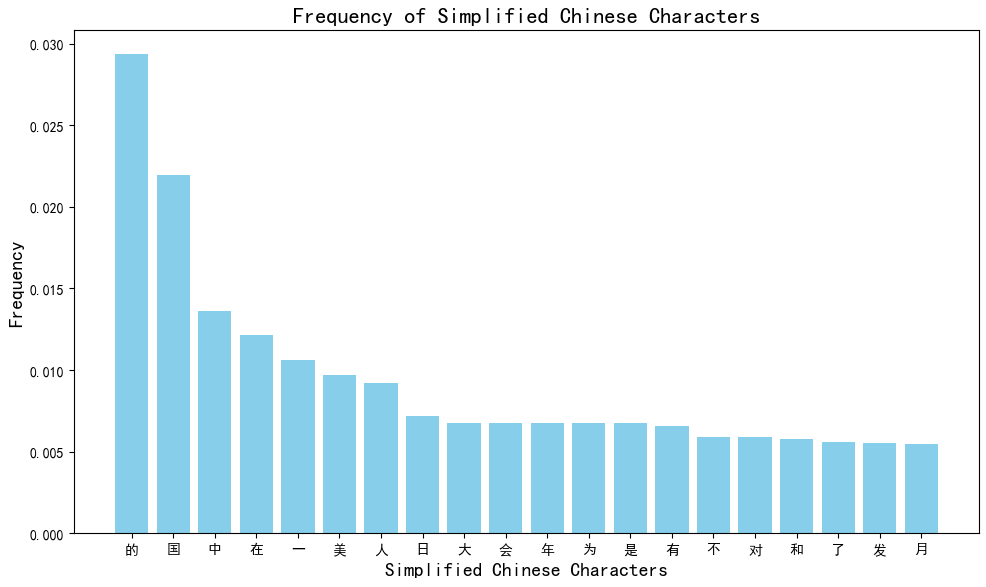 Frequency of Simplified Chinese Characters
Frequency
0.030
0.025
0.020
0.015
0.010
0.005
0.000
的 国 中 在 一 美 人 日 大 会 年 为 是 有 不 对 和 了 发 月
Simplified Chinese Characters